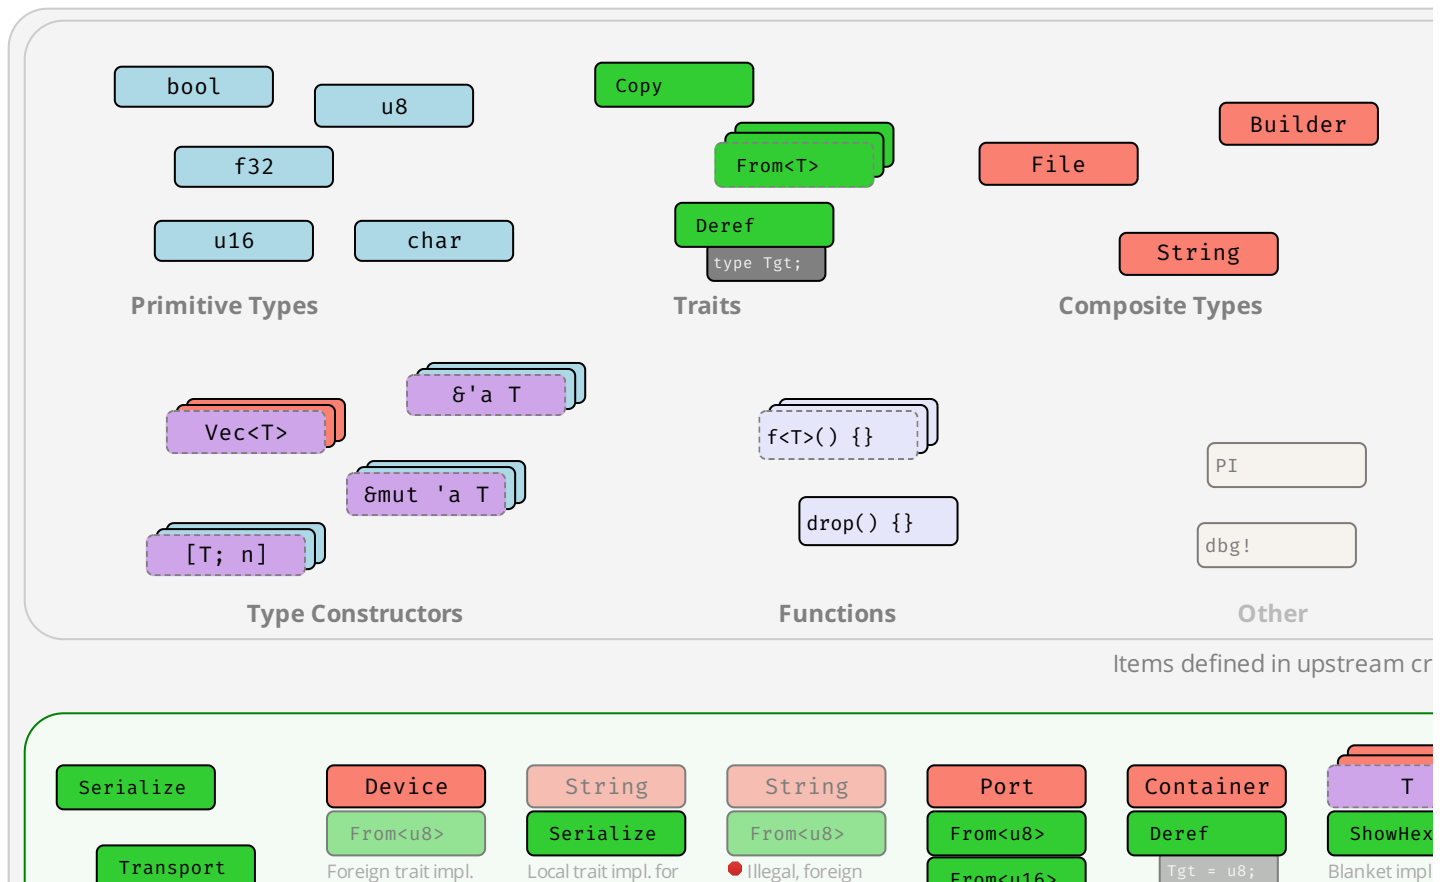 bool
u8
f32
u16
char
Primitive Types
Copy
From<T>
Deref
type Tgt;
Traits
Builder
File
String
Composite Types
&'a T
Vec<T>
&mut 'a T
[T; n]
Type Constructors
f<T>() {}
drop() {}
Functions
PI
dbg!
Other
Items defined in upstream cr
Serialize
Transport
Device
From<u8>
Foreign trait impl.
String
Serialize
Local trait impl. for
String
From<u8>
Illegal, foreign
Port
From<u8>
From<u16>
Container
Deref
Tgt = u8;
T
ShowHex
Blanket impl